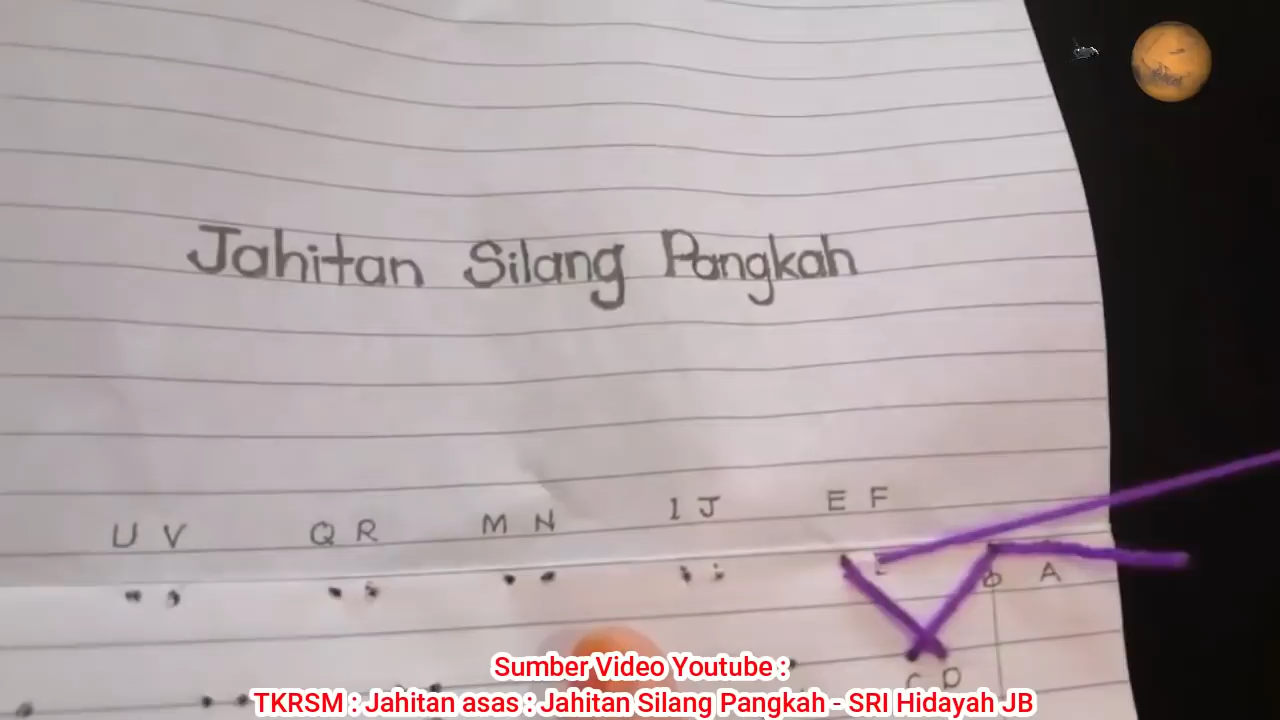 Jahitan Silang Pangkah
U V Q R M N I J E F
B A
C D
Sumber Video Youtube :
TKRSM : Jahitan asas : Jahitan Silang Pangkah - SRI Hidayah JB